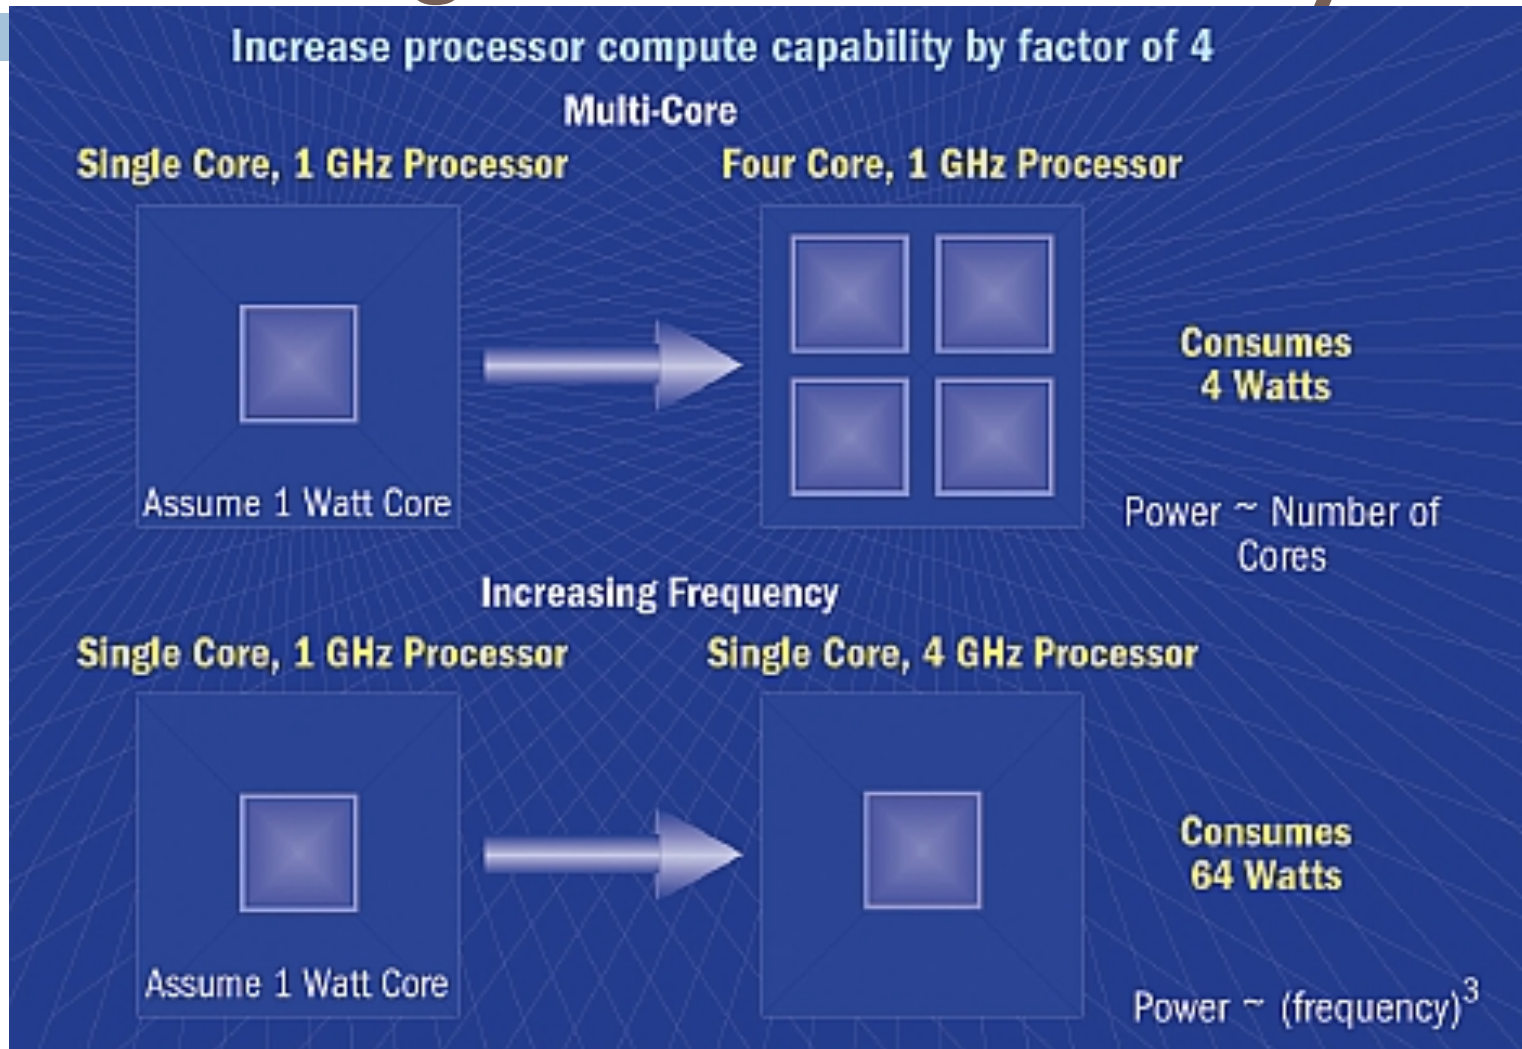 Increase processor compute capability by factor of 4
Multi-Core
Single Core, 1 GHz Processor
Four Core, 1 GHz Processor
Assume 1 Watt Core
Consumes
4 Watts
Power ~ Number of
Cores
Increasing Frequency
Single Core, 1 GHz Processor
Single Core, 4 GHz Processor
Assume 1 Watt Core
Consumes
64 Watts
Power ~ (frequency)³